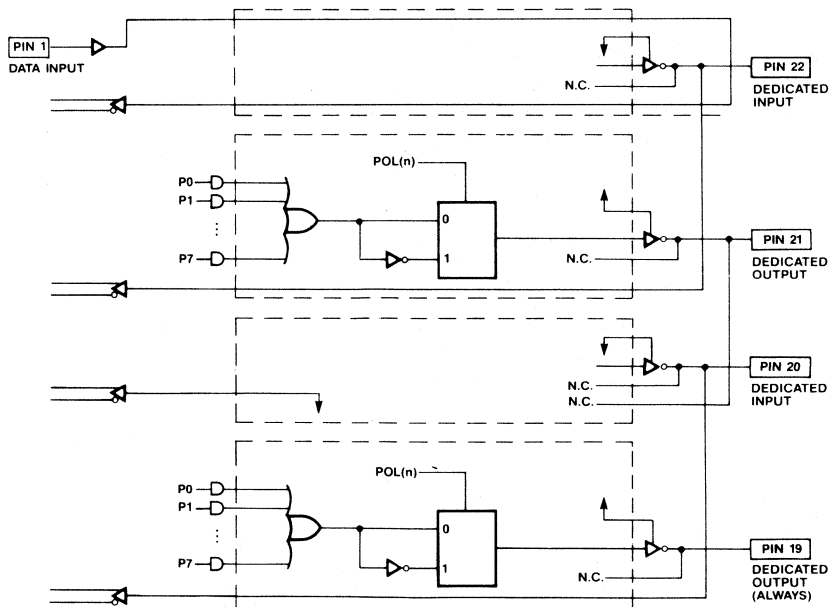 PIN 1
DATA INPUT
N.C.
PIN 22
DEDICATED
INPUT
POL(n)
P0
P1
⋮
P7
0
1
N.C.
PIN 21
DEDICATED
OUTPUT
N.C.
N.C.
PIN 20
DEDICATED
INPUT
POL(n)
P0
P1
⋮
P7
0
1
N.C.
PIN 19
DEDICATED
OUTPUT
(ALWAYS)